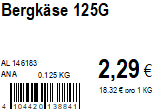 Bergkäse 125G
AL 146183
ANA 0.125 KG
2,29 €
18.32 € pro 1 KG
4 104420 138841